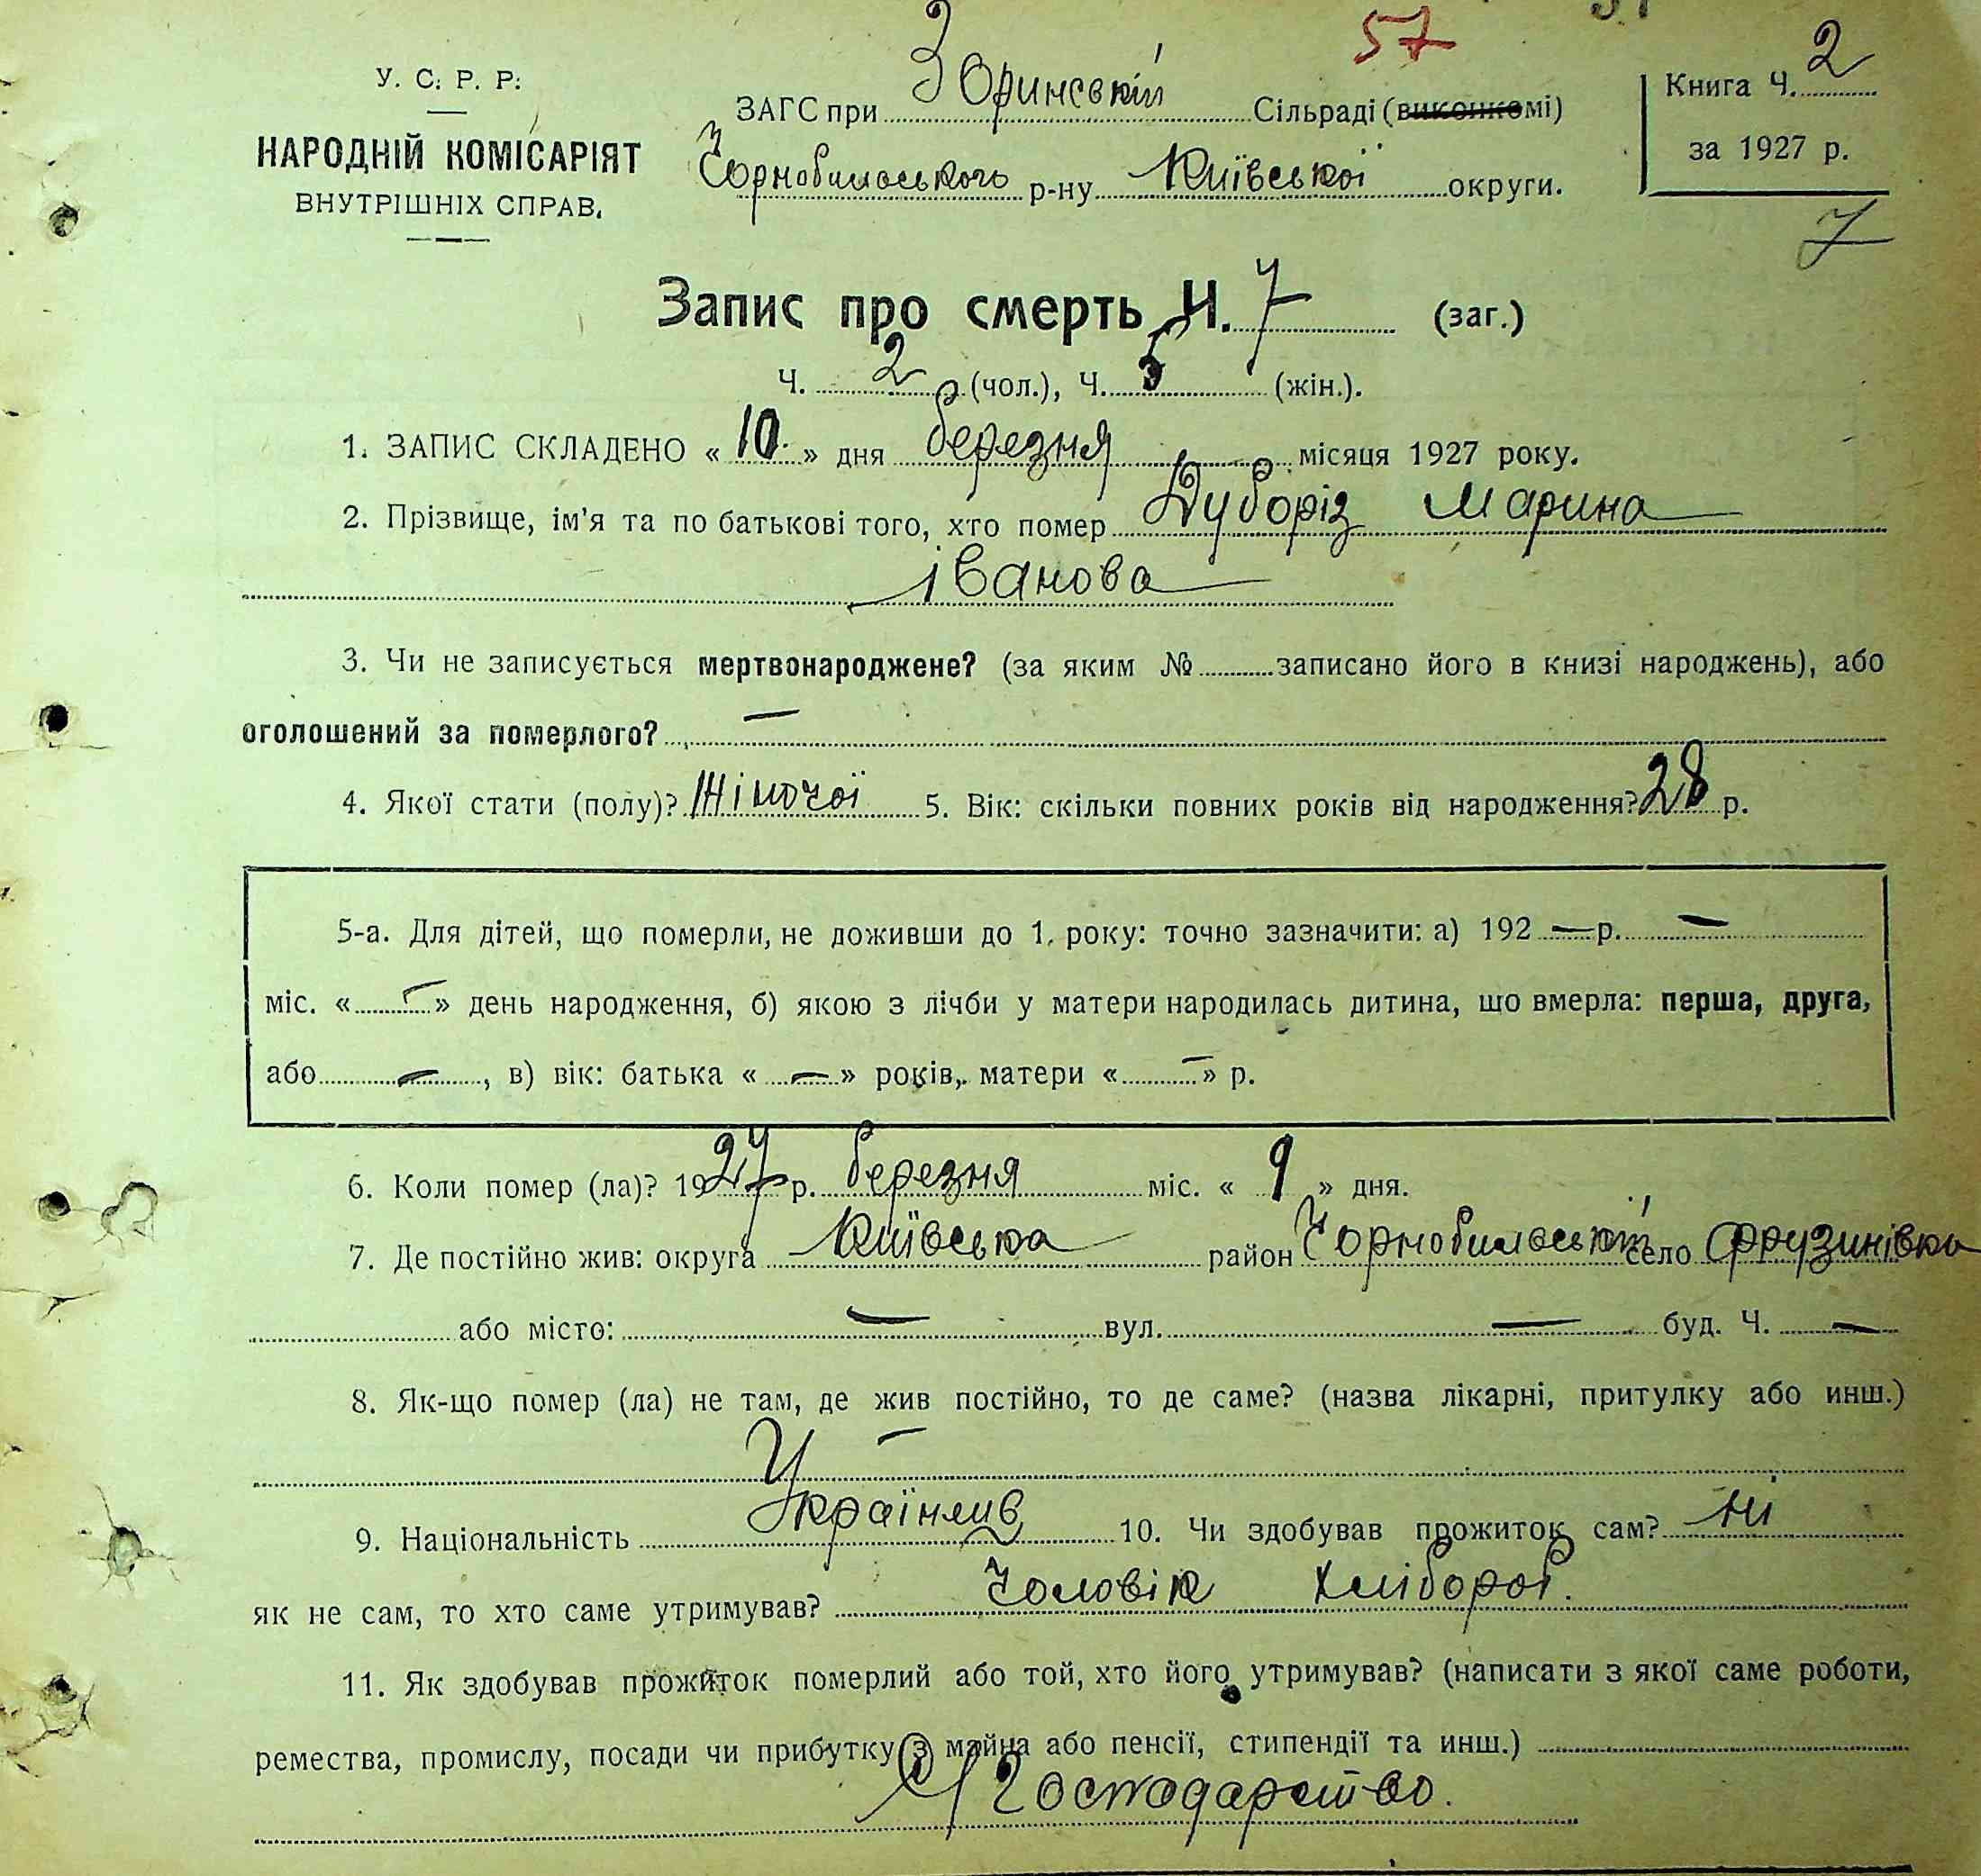 57
У. С. Р. Р.
ЗАГС при Зоринській Сільраді (виконкомі)
Книга Ч. 2
НАРОДНІЙ КОМІСАРІЯТ
Чорнобильського р-ну Київської округи.
за 1927 р.
ВНУТРІШНІХ СПРАВ.
7
Запис про смерть Ч. 7 (заг.)
Ч. 2 (чол.), Ч. 5 (жін.).
1. ЗАПИС СКЛАДЕНО « 10 » дня березня місяця 1927 року.
2. Прізвище, ім'я та по батькові того, хто помер Дуборіз Марина
Іванова
3. Чи не записується мертвонароджене? (за яким № записано його в книзі народжень), або
оголошений за померлого? —
4. Якої стати (полу)? Жіночої 5. Вік: скільки повних років від народження? 28 р.
5-а. Для дітей, що померли, не доживши до 1 року: точно зазначити: а) 192 — р. —
міс. « — » день народження, б) якою з лічби у матери народилась дитина, що вмерла: перша, друга,
або —, в) вік: батька « — » років, матери « — » р.
6. Коли помер (ла)? 1927 р. березня міс. « 9 » дня.
7. Де постійно жив: округа Київська район Чорнобильськ село Фрузинівка
або місто: — вул. — буд. Ч. —
8. Як-що помер (ла) не там, де жив постійно, то де саме? (назва лікарні, притулку або инш.)
—
9. Національність Українців 10. Чи здобував прожиток сам? ні
як не сам, то хто саме утримував? Чоловік хлібороб.
11. Як здобував прожиток померлий або той, хто його утримував? (написати з якої саме роботи,
ремества, промислу, посади чи прибутку з майна або пенсії, стипендії та инш.)
господарство.